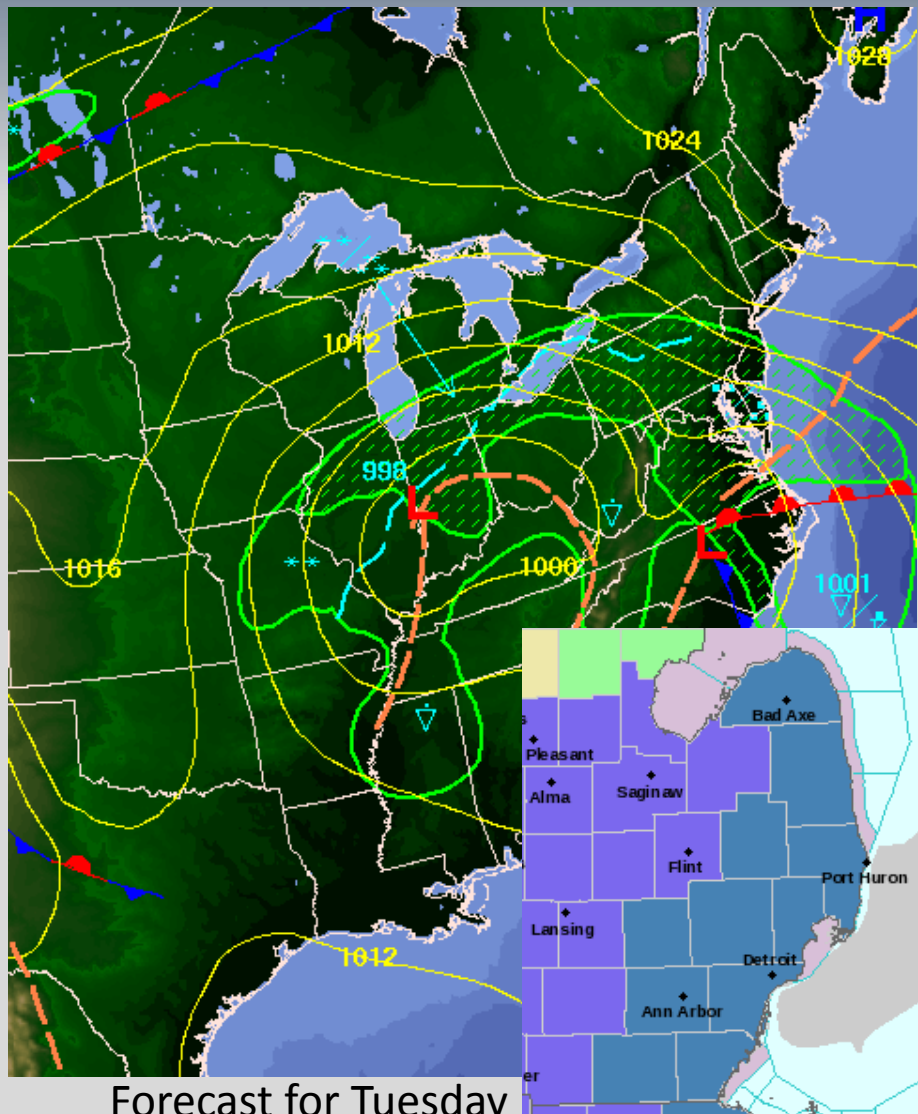 H
1028
1024
1012
998
L
1016
1000
L
1001
1012
Bad Axe
Pleasant
Alma
Saginaw
Flint
Port Huron
Lansing
Detroit
Ann Arbor
er
Forecast for Tuesday